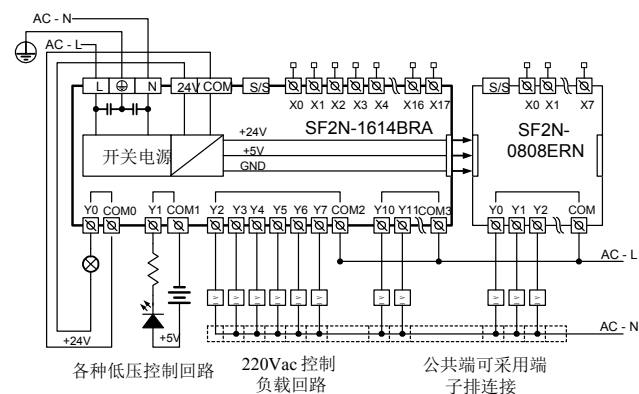 AC - N
AC - L
L N 24V COM S/S X0 X1 X2 X3 X4 X16 X17
S/S X0 X1 X7
SF2N-1614BRA
SF2N-
0808ERN
开关电源
+24V
+5V
GND
Y0 COM0 Y1 COM1 Y2 Y3 Y4 Y5 Y6 Y7 COM2 Y10 Y11 COM3
Y0 Y1 Y2 COM
AC - L
AC - N
+24V
+5V
各种低压控制回路
220Vac 控制
负载回路
公共端可采用端
子排连接